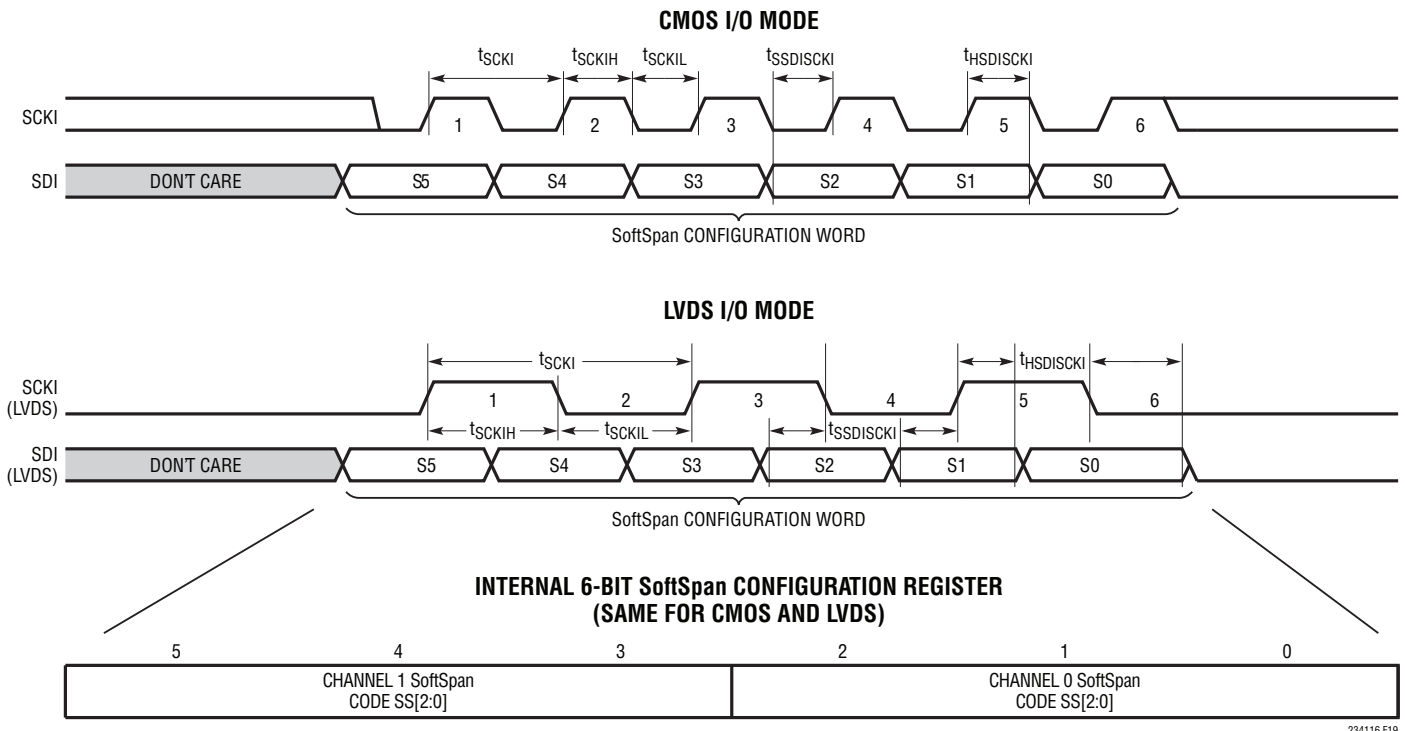 CMOS I/O MODE
tSCKI tSCKIH tSCKIL tSSDISCKI tHSDISCKI
SCKI 1 2 3 4 5 6
SDI DON'T CARE S5 S4 S3 S2 S1 S0
SoftSpan CONFIGURATION WORD
LVDS I/O MODE
tSCKI tHSDISCKI
SCKI
(LVDS)
1 2 3 4 5 6
tSCKIH tSCKIL tSSDISCKI
SDI
(LVDS)
DON'T CARE S5 S4 S3 S2 S1 S0
SoftSpan CONFIGURATION WORD
INTERNAL 6-BIT SoftSpan CONFIGURATION REGISTER
(SAME FOR CMOS AND LVDS)
5 4 3 2 1 0
CHANNEL 1 SoftSpan
CODE SS[2:0]
CHANNEL 0 SoftSpan
CODE SS[2:0]
234116 F19